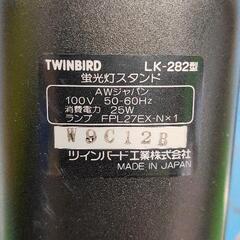 TWINBIRD LK-282型
蛍光灯スタンド
AWジャパン
100V 50-60Hz
消費電力 25W
ランプ FPL27EX-N×1
W9C12B
ツインバード工業株式会社
MADE IN JAPAN